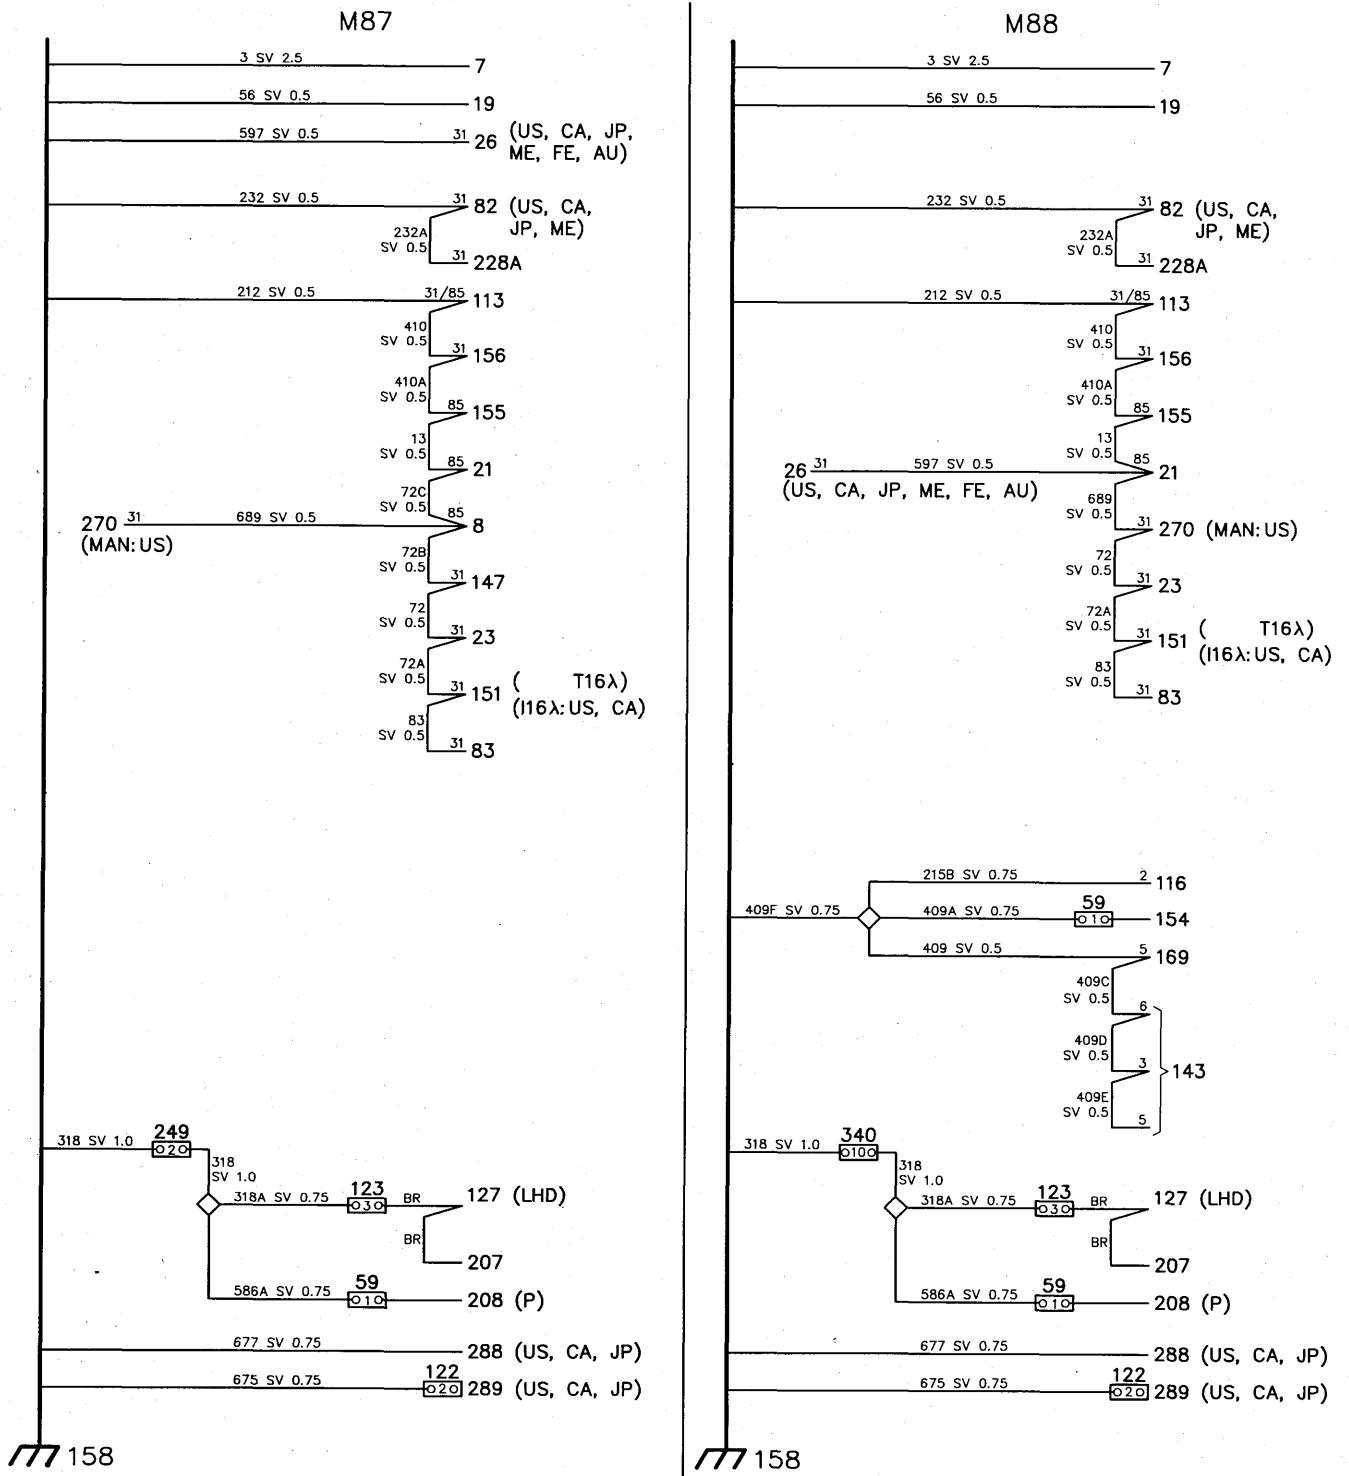 M87
3 SV 2.5
7
56 SV 0.5
19
597 SV 0.5
31
26 (US, CA, JP,
ME, FE, AU)
232 SV 0.5
31
82 (US, CA,
JP, ME)
232A
SV 0.5
31
228A
212 SV 0.5
31/85
113
410
SV 0.5
31
156
410A
SV 0.5
85
155
13
SV 0.5
85
21
72C
SV 0.5
85
8
270 31
689 SV 0.5
(MAN:US)
72B
SV 0.5
31
147
72
SV 0.5
31
23
72A
SV 0.5
31
151 ( T16λ)
(I16λ:US, CA)
83
SV 0.5
31
83
318 SV 1.0
249
2
318
SV 1.0
318A SV 0.75
123
3
BR
127 (LHD)
BR
207
586A SV 0.75
59
1
208 (P)
677 SV 0.75
288 (US, CA, JP)
675 SV 0.75
122
2
289 (US, CA, JP)
158
M88
3 SV 2.5
7
56 SV 0.5
19
232 SV 0.5
31
82 (US, CA,
JP, ME)
232A
SV 0.5
31
228A
212 SV 0.5
31/85
113
410
SV 0.5
31
156
410A
SV 0.5
85
155
13
SV 0.5
85
21
26 31
597 SV 0.5
(US, CA, JP, ME, FE, AU)
689
SV 0.5
31
270 (MAN:US)
72
SV 0.5
31
23
72A
SV 0.5
31
151 ( T16λ)
(I16λ:US, CA)
83
SV 0.5
31
83
409F SV 0.75
215B SV 0.75
2
116
409A SV 0.75
59
1
154
409 SV 0.5
5
169
409C
SV 0.5
6
409D
SV 0.5
3
143
409E
SV 0.5
5
318 SV 1.0
340
10
318
SV 1.0
318A SV 0.75
123
3
BR
127 (LHD)
BR
207
586A SV 0.75
59
1
208 (P)
677 SV 0.75
288 (US, CA, JP)
675 SV 0.75
122
2
289 (US, CA, JP)
158